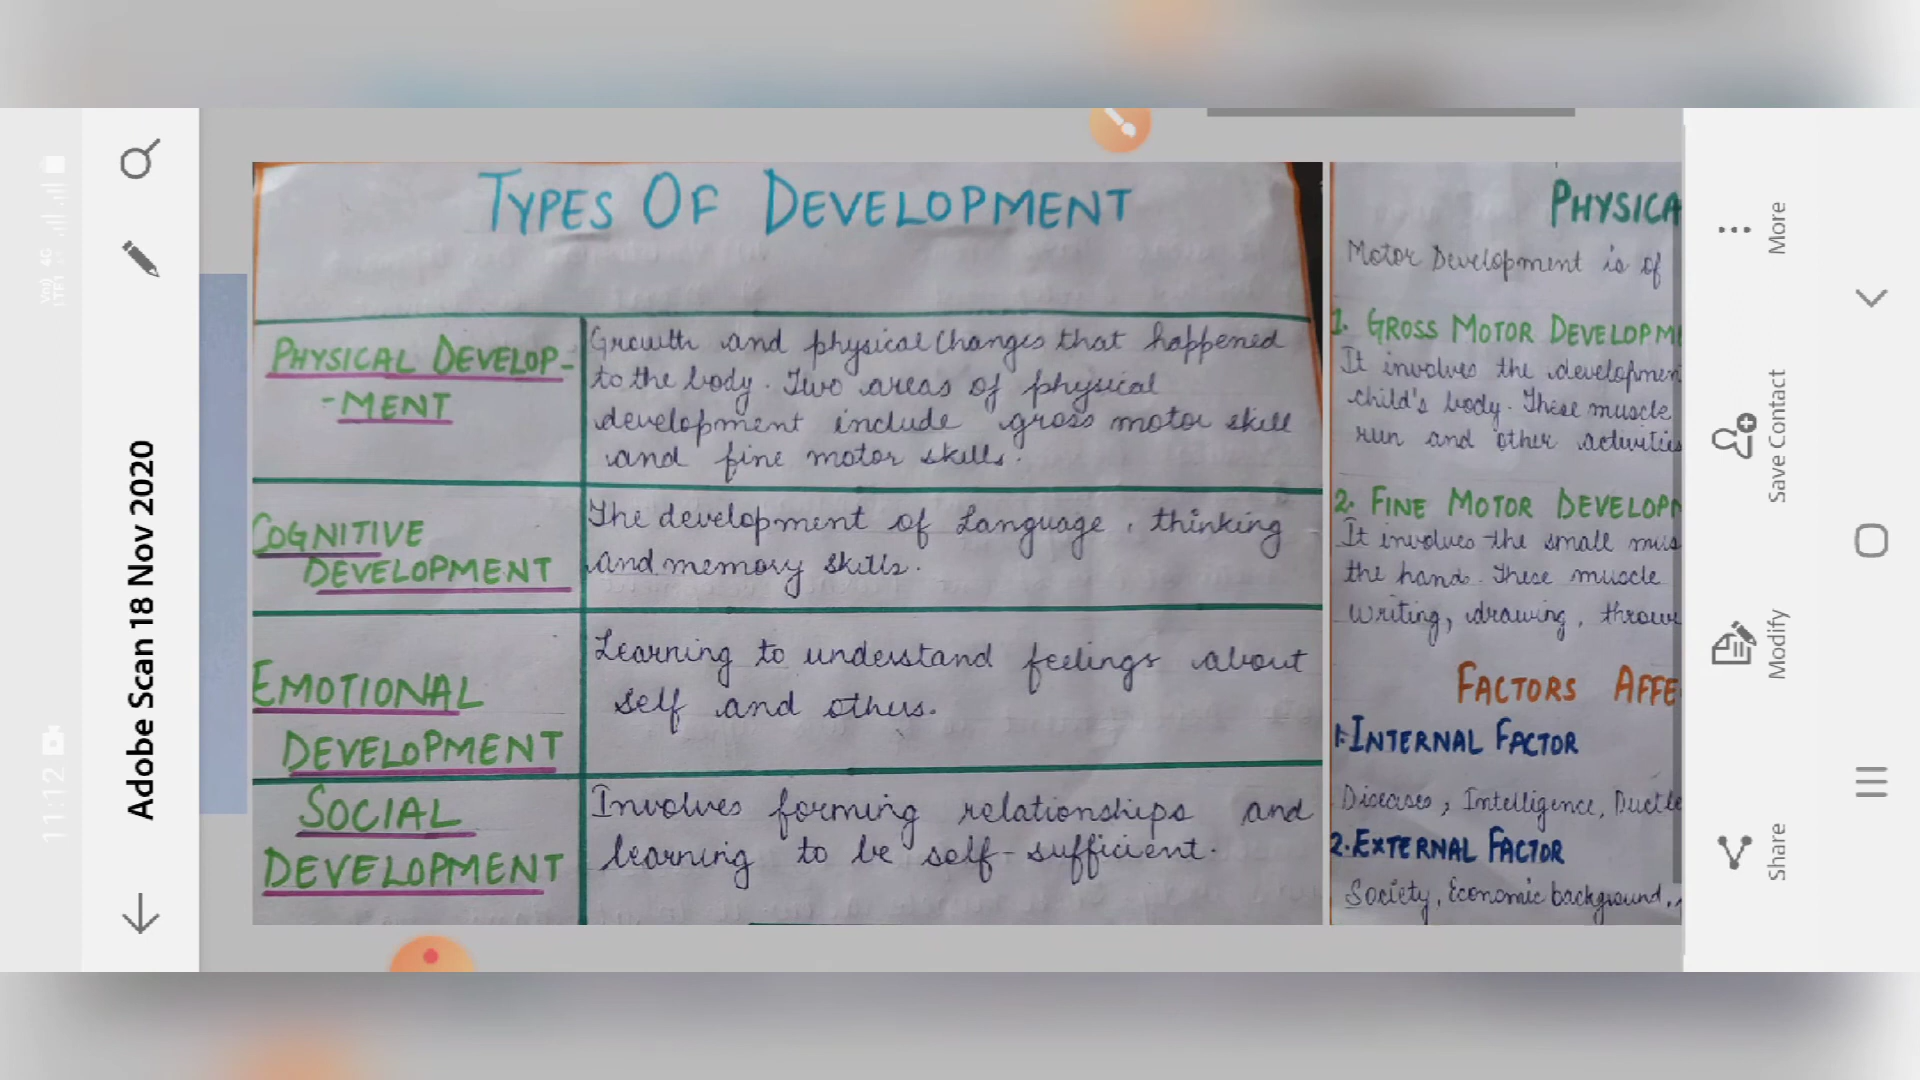 TYPES OF DEVELOPMENT
PHYSICAL DEVELOP-
-MENT
Growth and physical changes that happened
to the body. Two areas of physical
development include gross motor skill
and fine motor skills.
COGNITIVE
DEVELOPMENT
The development of Language, thinking
and memory skills.
EMOTIONAL
DEVELOPMENT
Learning to understand feelings about
self and others.
SOCIAL
DEVELOPMENT
Involves forming relationships and
learning to be self-sufficient.
PHYSICA
Motor Development is of
1. GROSS MOTOR DEVELOPME
It involves the developmen
child's body. These muscle
run and other activities
2. FINE MOTOR DEVELOPM
It involves the small mus
the hand. These muscle
writing, drawing, throw
FACTORS AFFE
1. INTERNAL FACTOR
Diseases, Intelligence,
2. EXTERNAL FACTOR
Society, Economic background,
Adobe Scan 18 Nov 2020
More
Save Contact
Modify
Share
11:12
4G